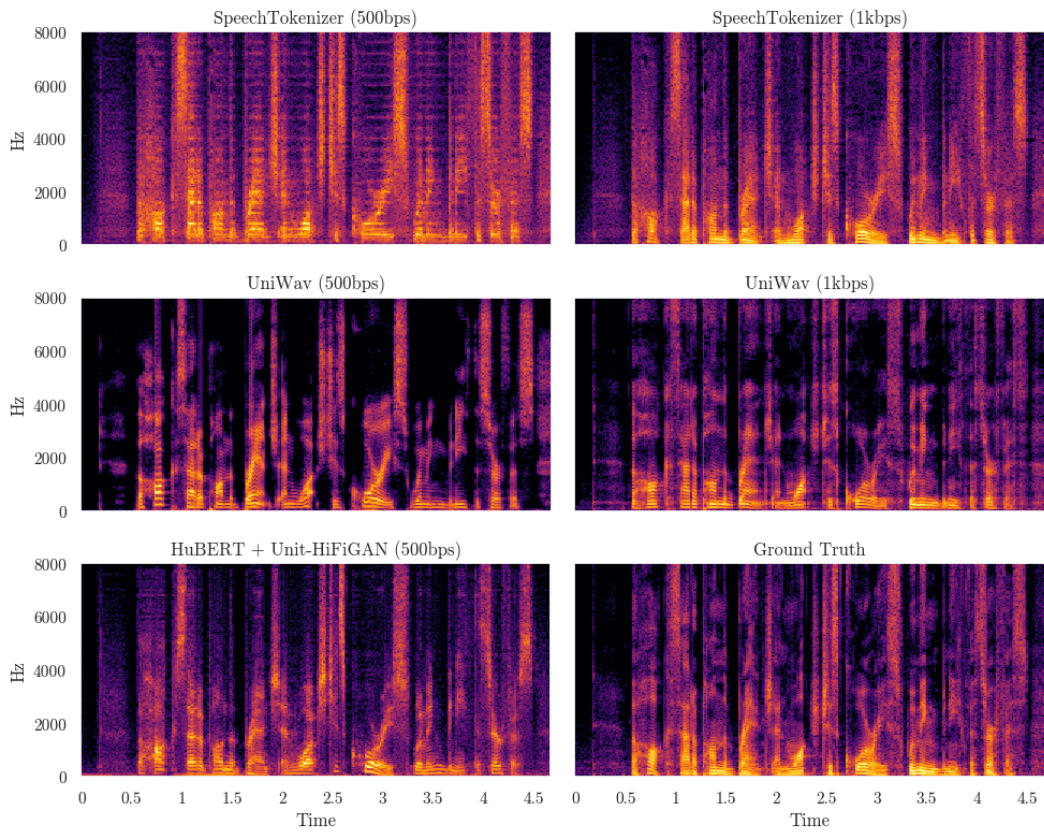 SpeechTokenizer (500bps) SpeechTokenizer (1kbps)
8000
6000
4000
2000
0
Hz
UniWav (500bps) UniWav (1kbps)
8000
6000
4000
2000
0
Hz
HuBERT + Unit-HiFiGAN (500bps) Ground Truth
8000
6000
4000
2000
0
Hz
0 0.5 1 1.5 2 2.5 3 3.5 4 4.5 0 0.5 1 1.5 2 2.5 3 3.5 4 4.5
Time Time